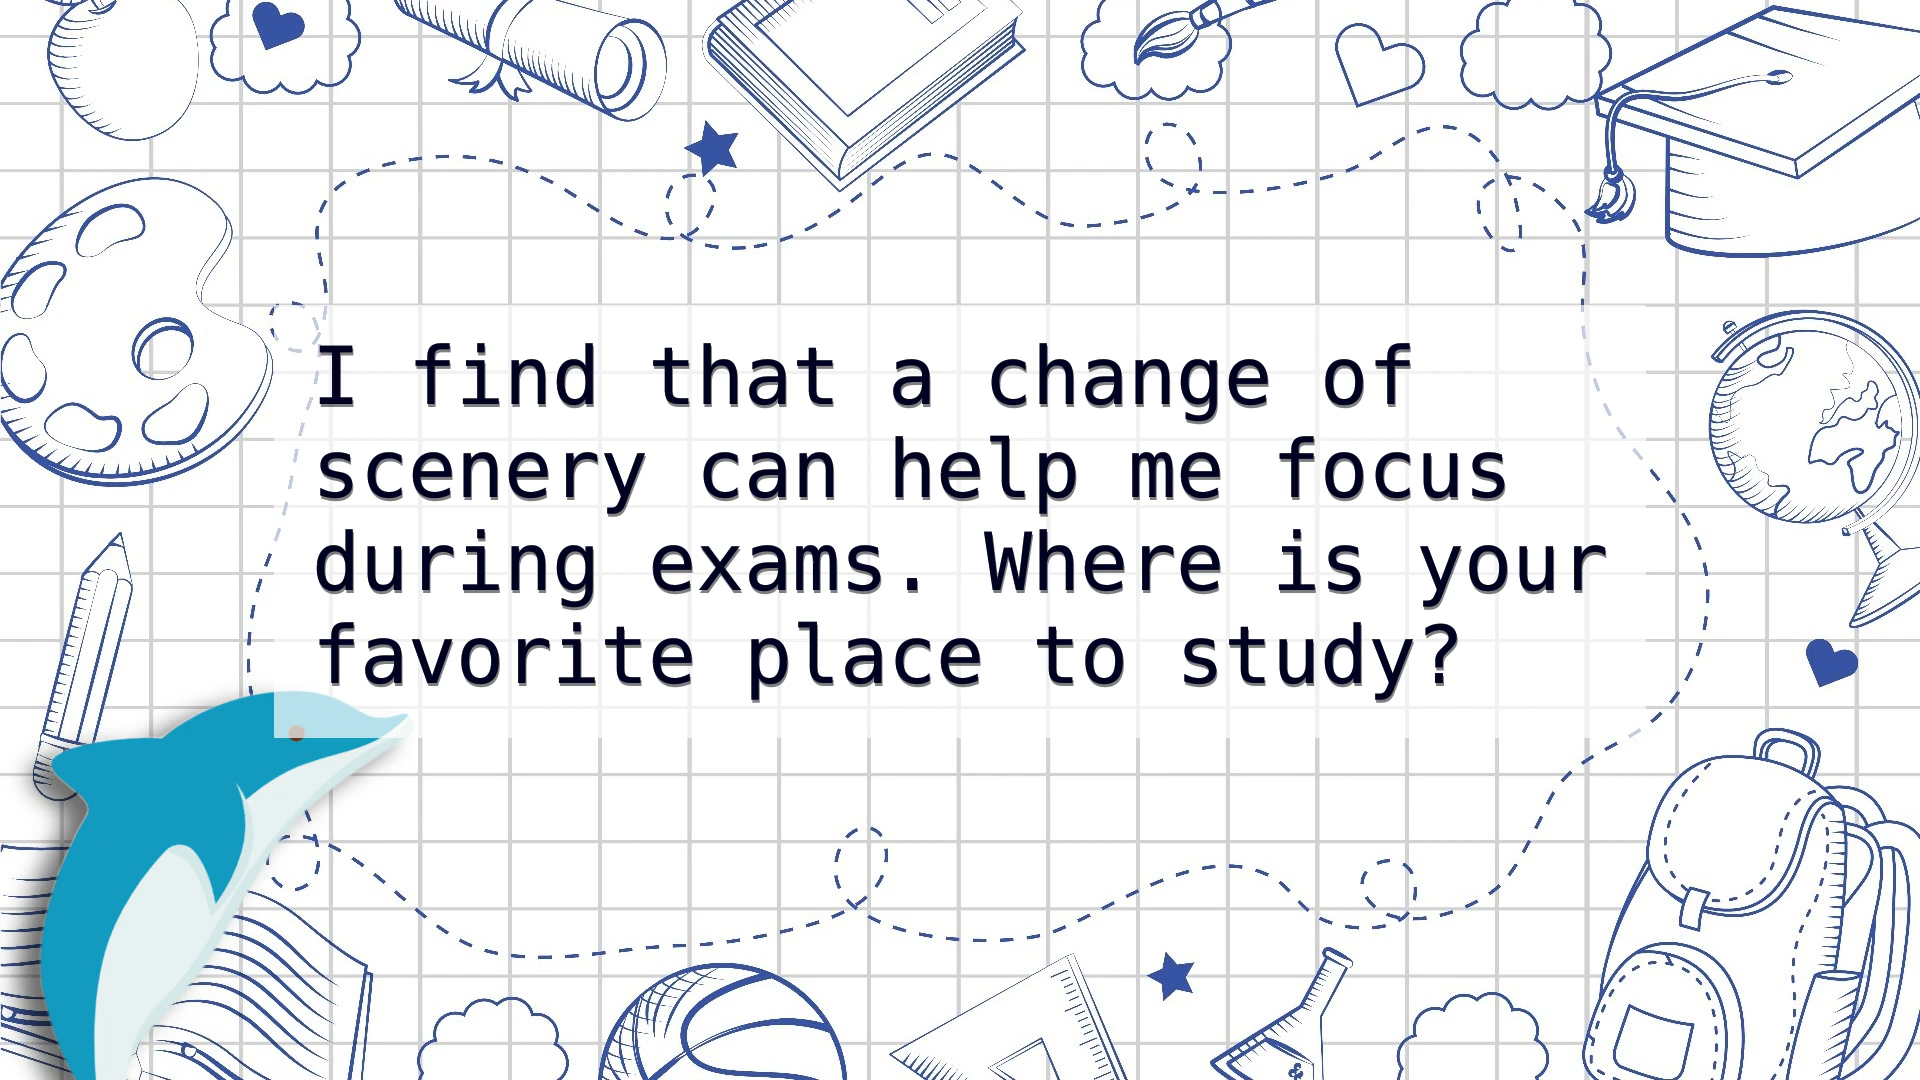 I find that a change of
scenery can help me focus
during exams. Where is your
favorite place to study?